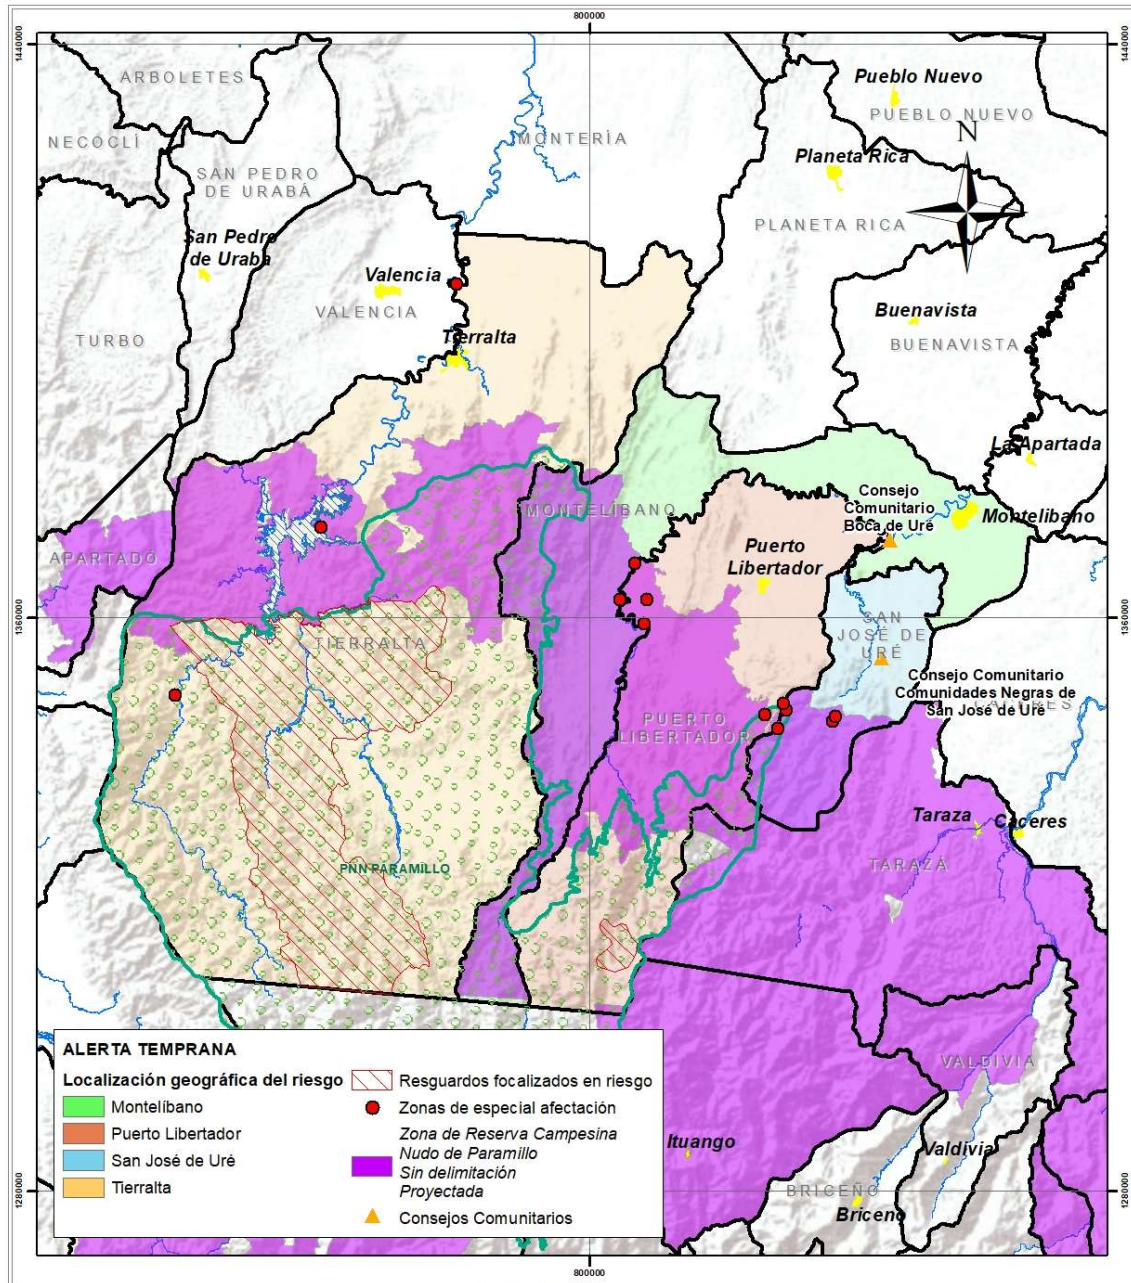 800000
1440000
1440000
ARBOLETES
Pueblo Nuevo
PUEBLO NUEVO
NECOCLÍ
MONTERÌA
N
SAN PEDRO
DE URABÁ
Planeta Rica
PLANETA RICA
San Pedro
de Uraba
Valencia
VALENCIA
Buenavista
BUENAVISTA
TURBO
Tierralta
La Apartada
Consejo
Comunitario
Boca de Uré
MONTELÍBANO
Montelibano
APARTADÓ
Puerto
Libertador
1360000
1360000
TIERRALTA
SAN
JOSÉ DE
URÉ
Consejo Comunitario
Comunidades Negras de
San José de Uré
CÁCERES
PUERTO
LIBERTADOR
Taraza
Caceres
TARAZÁ
PNN PARAMILLO
VALDIVIA
ALERTA TEMPRANA
Localización geográfica del riesgo
Montelíbano
Puerto Libertador
San José de Uré
Tierralta
Resguardos focalizados en riesgo
Zonas de especial afectación
Zona de Reserva Campesina
Nudo de Paramillo
Sin delimitación
Proyectada
Consejos Comunitarios
Ituango
Valdivia
BRICEÑO
Briceno
1280000
1280000
800000